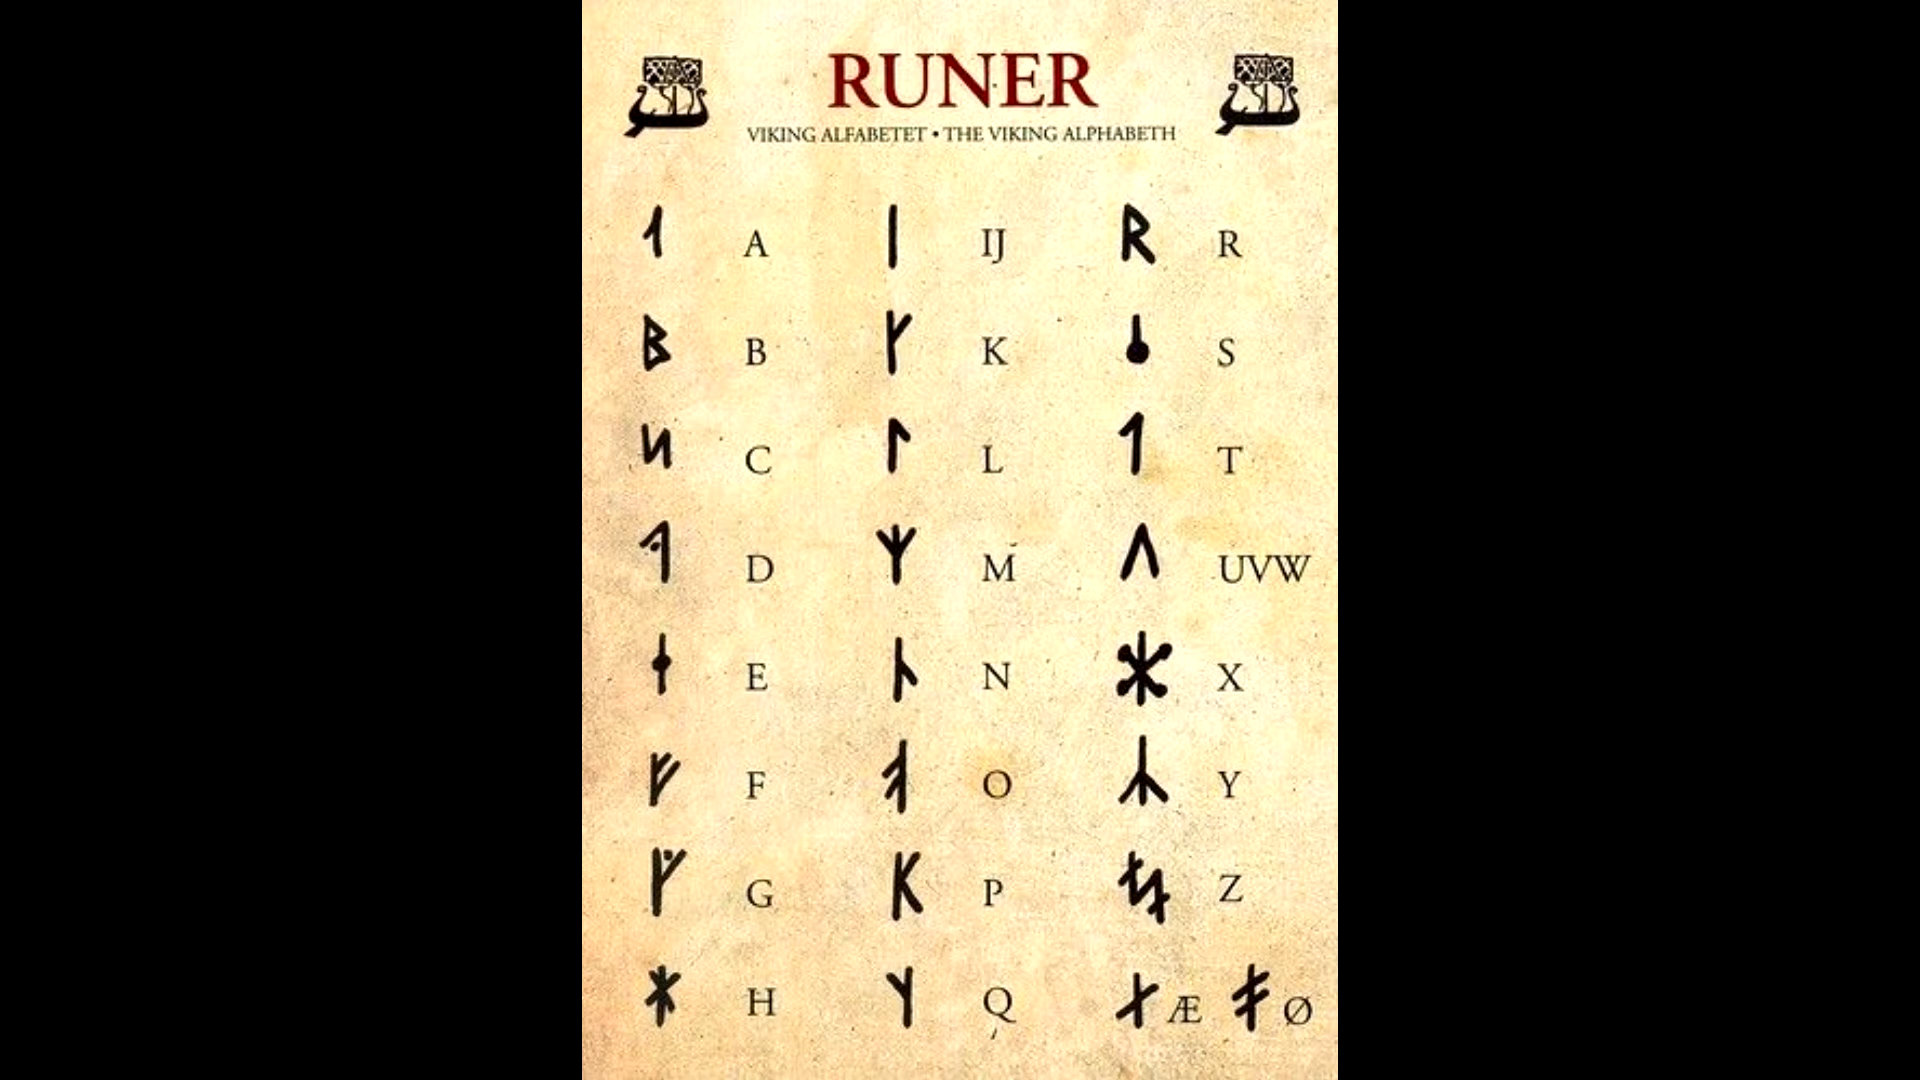 RUNER
VIKING ALFABETET • THE VIKING ALPHABETH
ᛆ A ᛁ IJ ᚱ R
ᛒ B ᚴ K ᛍ S
ᛋ C ᛚ L ᛐ T
ᛑ D ᛘ M ᚢ UVW
ᛂ E ᚿ N X
ᚠ F ᚮ O ᛦ Y
ᚵ G P Z
ᚼ H Q ᛅ Æ ᚯ Ø